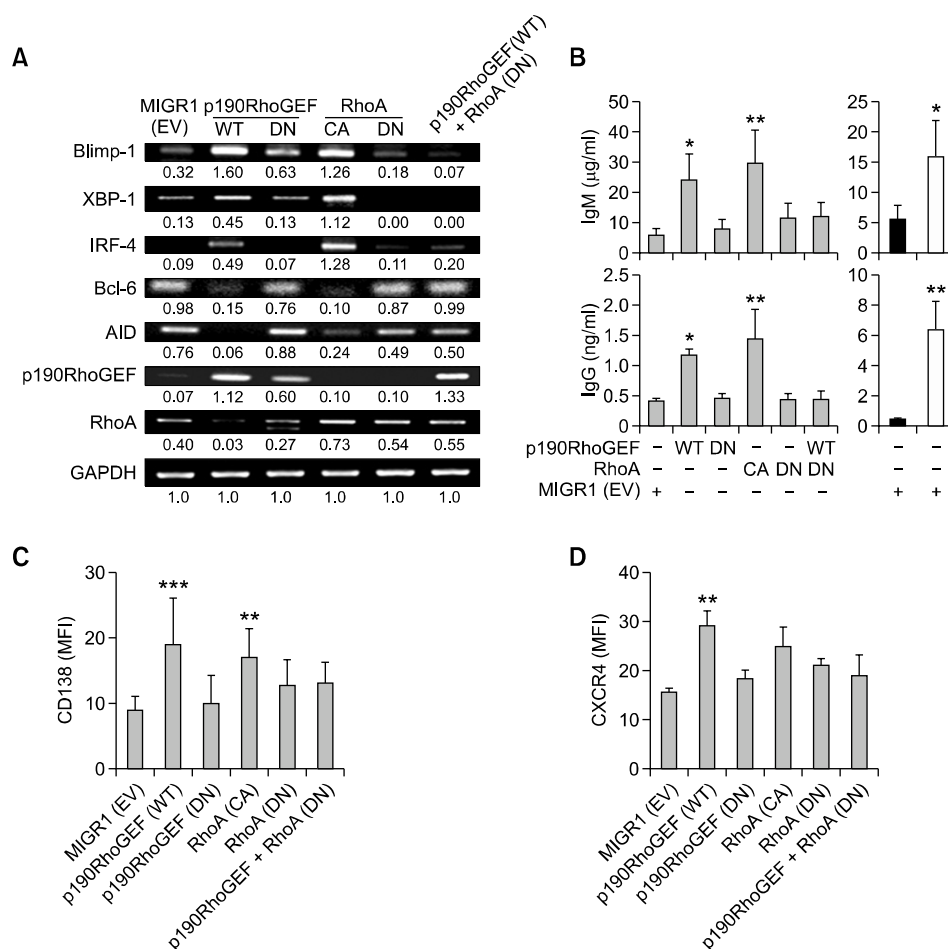 A
MIGR1 (EV)
p190RhoGEF
WT DN
RhoA
CA DN
p190RhoGEF(WT) + RhoA (DN)
Blimp-1
0.32 1.60 0.63 1.26 0.18 0.07
XBP-1
0.13 0.45 0.13 1.12 0.00 0.00
IRF-4
0.09 0.49 0.07 1.28 0.11 0.20
Bcl-6
0.98 0.15 0.76 0.10 0.87 0.99
AID
0.76 0.06 0.88 0.24 0.49 0.50
p190RhoGEF
0.07 1.12 0.60 0.10 0.10 1.33
RhoA
0.40 0.03 0.27 0.73 0.54 0.55
GAPDH
1.0 1.0 1.0 1.0 1.0 1.0
B
IgM (μg/ml)
50
40
30
20
10
0
* **
25
20
15
10
5
0
*
IgG (ng/ml)
2.5
2.0
1.5
1.0
0.5
0
* **
10
8
6
4
2
0
**
p190RhoGEF – WT DN – – WT – –
RhoA – – – CA DN DN – –
MIGR1 (EV) + – – – – – + +
C
CD138 (MFI)
30
20
10
0
*** **
MIGR1 (EV)
p190RhoGEF (WT)
p190RhoGEF (DN)
RhoA (CA)
RhoA (DN)
p190RhoGEF + RhoA (DN)
D
CXCR4 (MFI)
40
30
20
10
0
**
MIGR1 (EV)
p190RhoGEF (WT)
p190RhoGEF (DN)
RhoA (CA)
RhoA (DN)
p190RhoGEF + RhoA (DN)